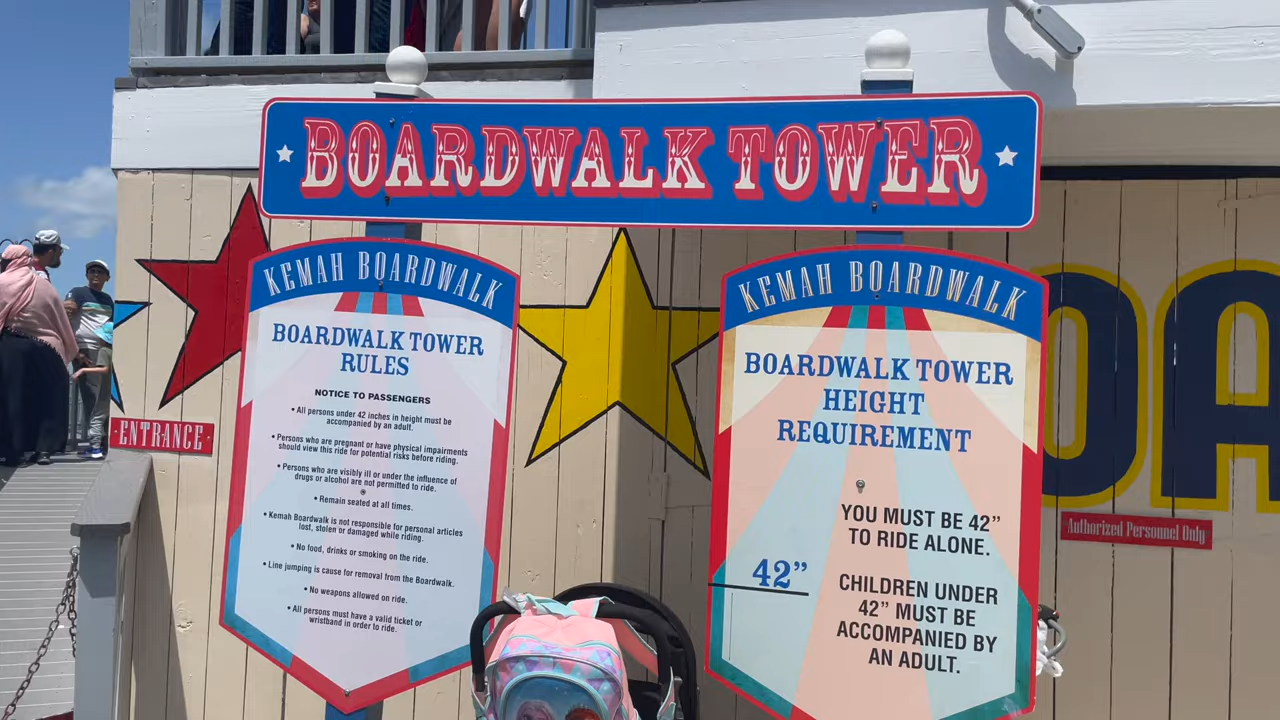 BOARDWALK TOWER
KEMAH BOARDWALK
BOARDWALK TOWER
RULES
NOTICE TO PASSENGERS
• All persons under 42 inches in height must be
accompanied by an adult.
• Persons who are pregnant or have physical impairments
should view this ride for potential risks before riding.
• Persons who are visibly ill or under the influence of
drugs or alcohol are not permitted to ride.
• Remain seated at all times.
• Kemah Boardwalk is not responsible for personal articles
lost, stolen or damaged while riding.
• No food, drinks or smoking on the ride.
• Line jumping is cause for removal from the Boardwalk.
• No weapons allowed on ride.
• All persons must have a valid ticket or
wristband in order to ride.
KEMAH BOARDWALK
BOARDWALK TOWER
HEIGHT
REQUIREMENT
YOU MUST BE 42”
TO RIDE ALONE.
42”
CHILDREN UNDER
42” MUST BE
ACCOMPANIED BY
AN ADULT.
ENTRANCE
OA
Authorized Personnel Only